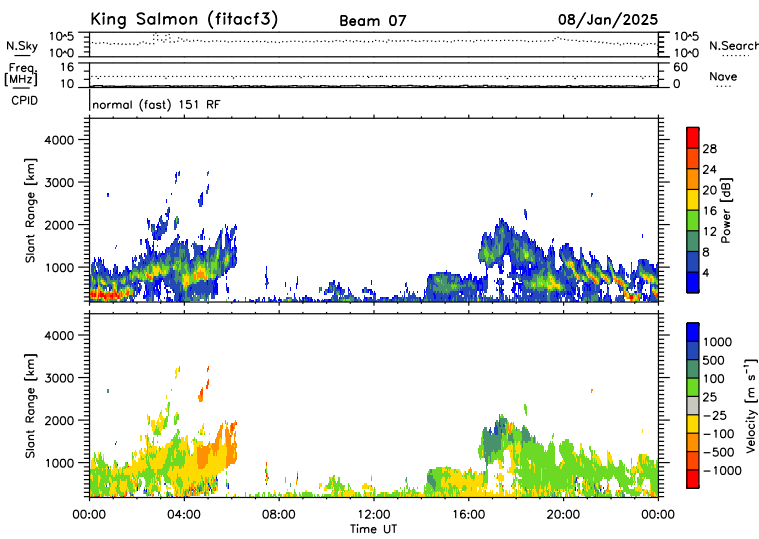 King Salmon (fitacf3) Beam 07 08/Jan/2025
N.Sky 10^5 10^0 10^5 10^0 N.Search
Freq [MHz] 16 10 60 0 Nave
CPID normal (fast) 151 RF
Slant Range [km] 4000 3000 2000 1000
Power [dB] 28 24 20 16 12 8 4
Slant Range [km] 4000 3000 2000 1000
Velocity [m s⁻¹] 1000 500 100 25 −25 −100 −500 −1000
00:00 04:00 08:00 12:00 16:00 20:00 00:00
Time UT